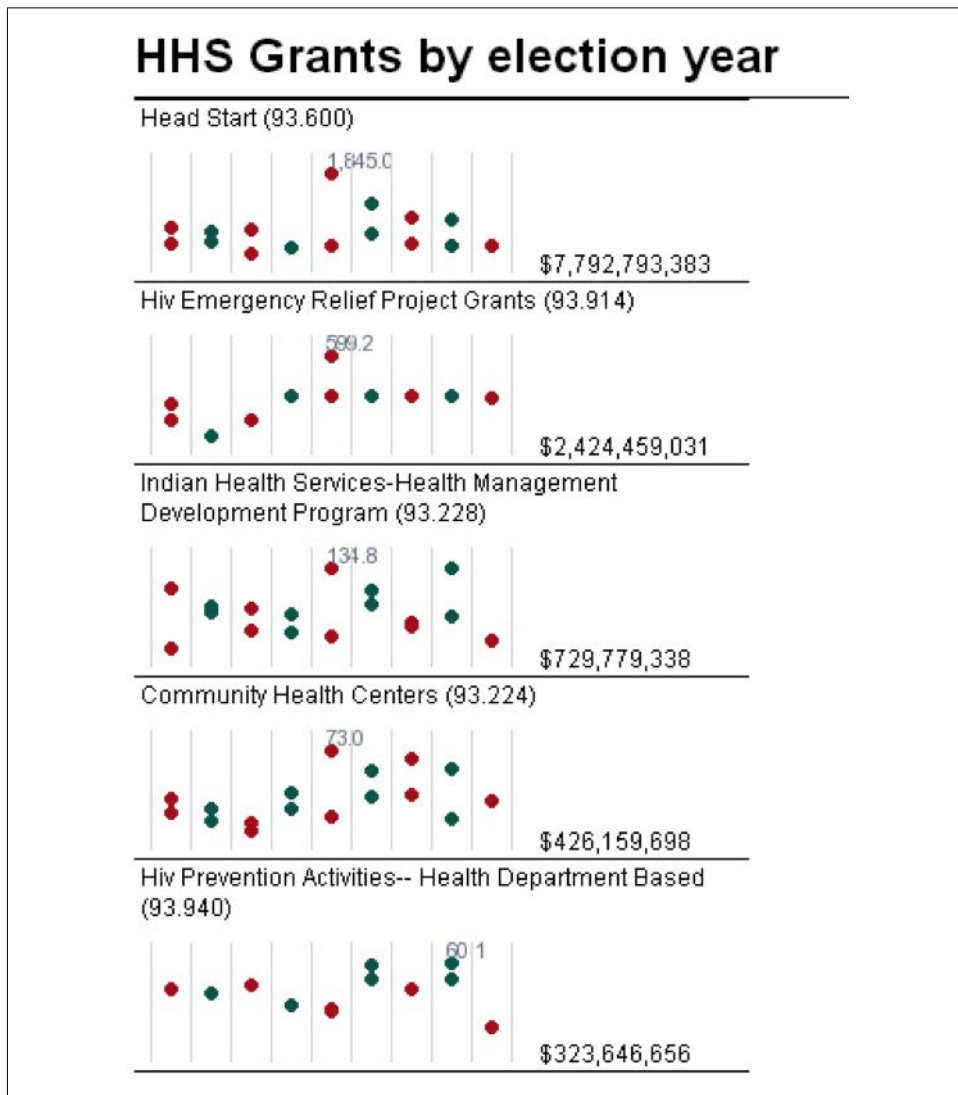 HHS Grants by election year
Head Start (93.600)
1,845.0
$7,792,793,383
Hiv Emergency Relief Project Grants (93.914)
599.2
$2,424,459,031
Indian Health Services-Health Management
Development Program (93.228)
134.8
$729,779,338
Community Health Centers (93.224)
73.0
$426,159,698
Hiv Prevention Activities-- Health Department Based
(93.940)
60.1
$323,646,656